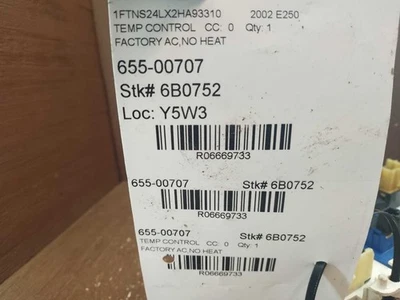 1FTNS24LX2HA93310 2002 E250
TEMP CONTROL CC: 0 Qty: 1
FACTORY AC,NO HEAT
655-00707
Stk# 6B0752
Loc: Y5W3
R06669733
655-00707 Stk# 6B0752
R06669733
655-00707 Stk# 6B0752
TEMP CONTROL CC: 0 Qty: 1
FACTORY AC,NO HEAT
R06669733